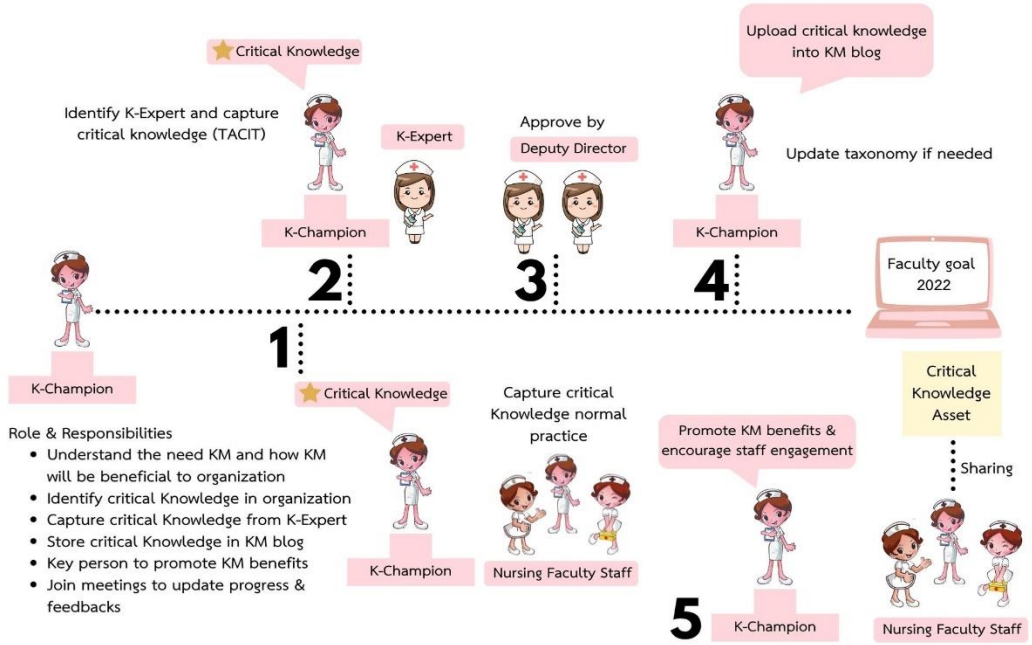 Critical Knowledge
Identify K-Expert and capture
critical knowledge (TACIT)
K-Expert
K-Champion
2
Approve by
Deputy Director
3
Upload critical knowledge
into KM blog
Update taxonomy if needed
K-Champion
4
Faculty goal
2022
K-Champion
Role & Responsibilities
• Understand the need KM and how KM
will be beneficial to organization
• Identify critical Knowledge in organization
• Capture critical Knowledge from K-Expert
• Store critical Knowledge in KM blog
• Key person to promote KM benefits
• Join meetings to update progress &
feedbacks
1
Critical Knowledge
K-Champion
Capture critical
Knowledge normal
practice
Nursing Faculty Staff
Promote KM benefits &
encourage staff engagement
5
K-Champion
Critical
Knowledge
Asset
Sharing
Nursing Faculty Staff